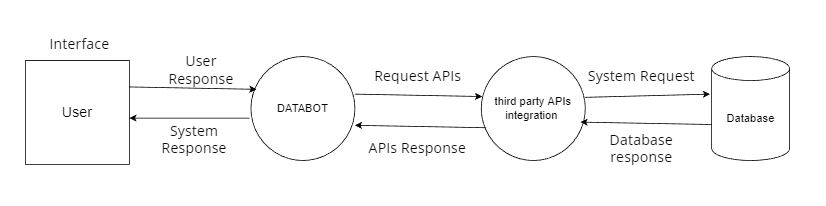 Interface
User
User
Response
System
Response
DATABOT
Request APIs
APIs Response
third party APIs
integration
System Request
Database
response
Database